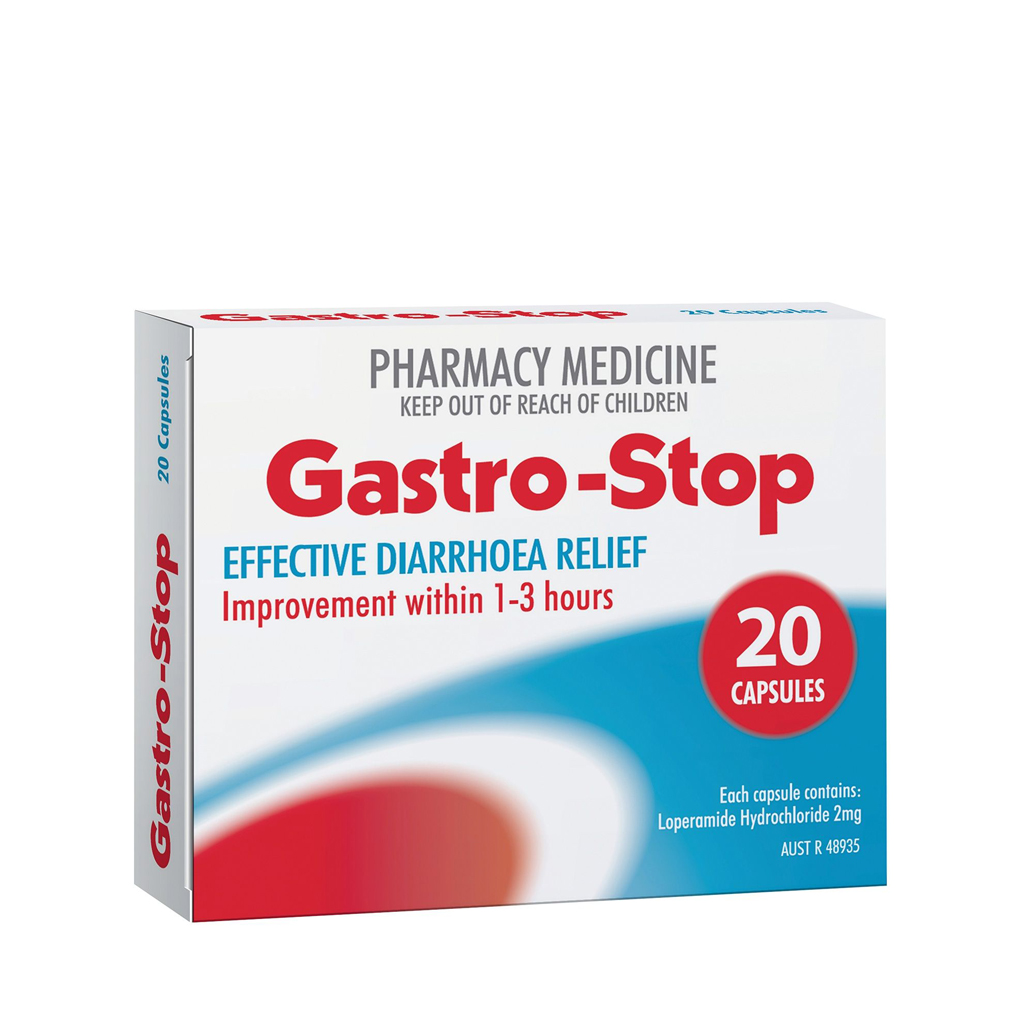 Gastro-Stop 20 Capsules
PHARMACY MEDICINE
KEEP OUT OF REACH OF CHILDREN
Gastro-Stop
EFFECTIVE DIARRHOEA RELIEF
Improvement within 1-3 hours
20
CAPSULES
Each capsule contains:
Loperamide Hydrochloride 2mg
AUST R 48935
Gastro-Stop 20 Capsules